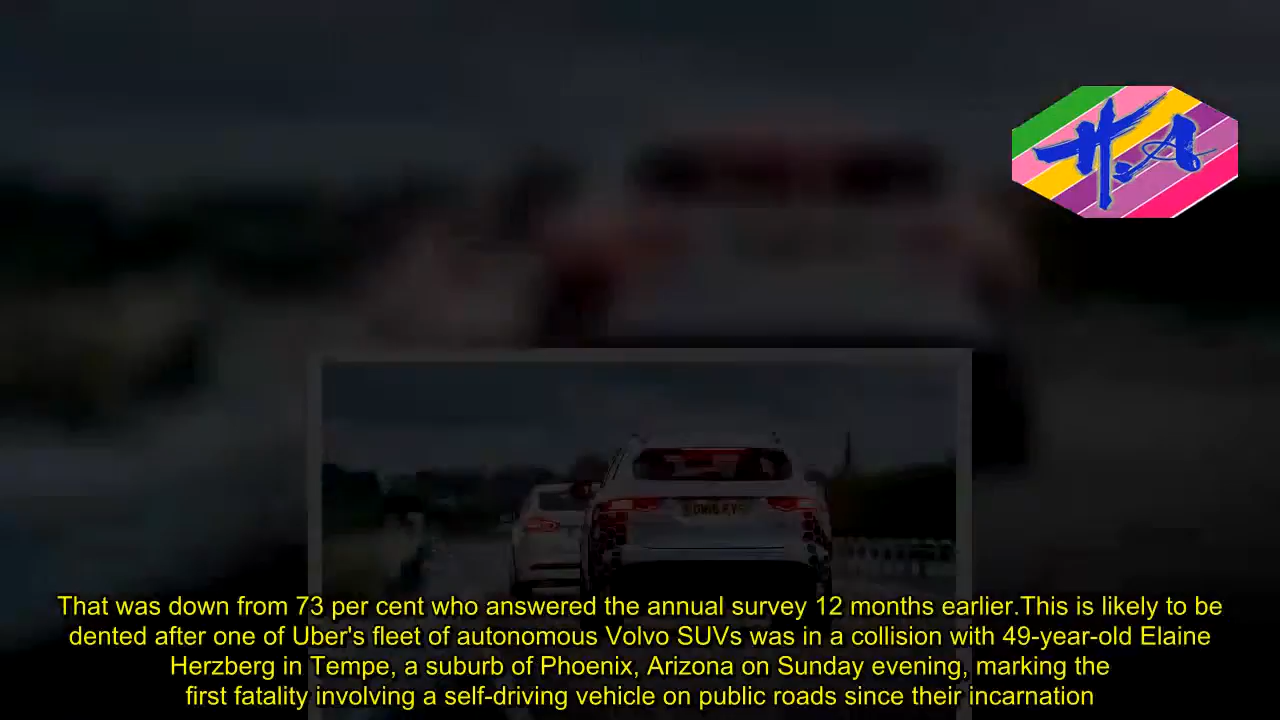 H.A
That was down from 73 per cent who answered the annual survey 12 months earlier.This is likely to be
dented after one of Uber's fleet of autonomous Volvo SUVs was in a collision with 49-year-old Elaine
Herzberg in Tempe, a suburb of Phoenix, Arizona on Sunday evening, marking the
first fatality involving a self-driving vehicle on public roads since their incarnation